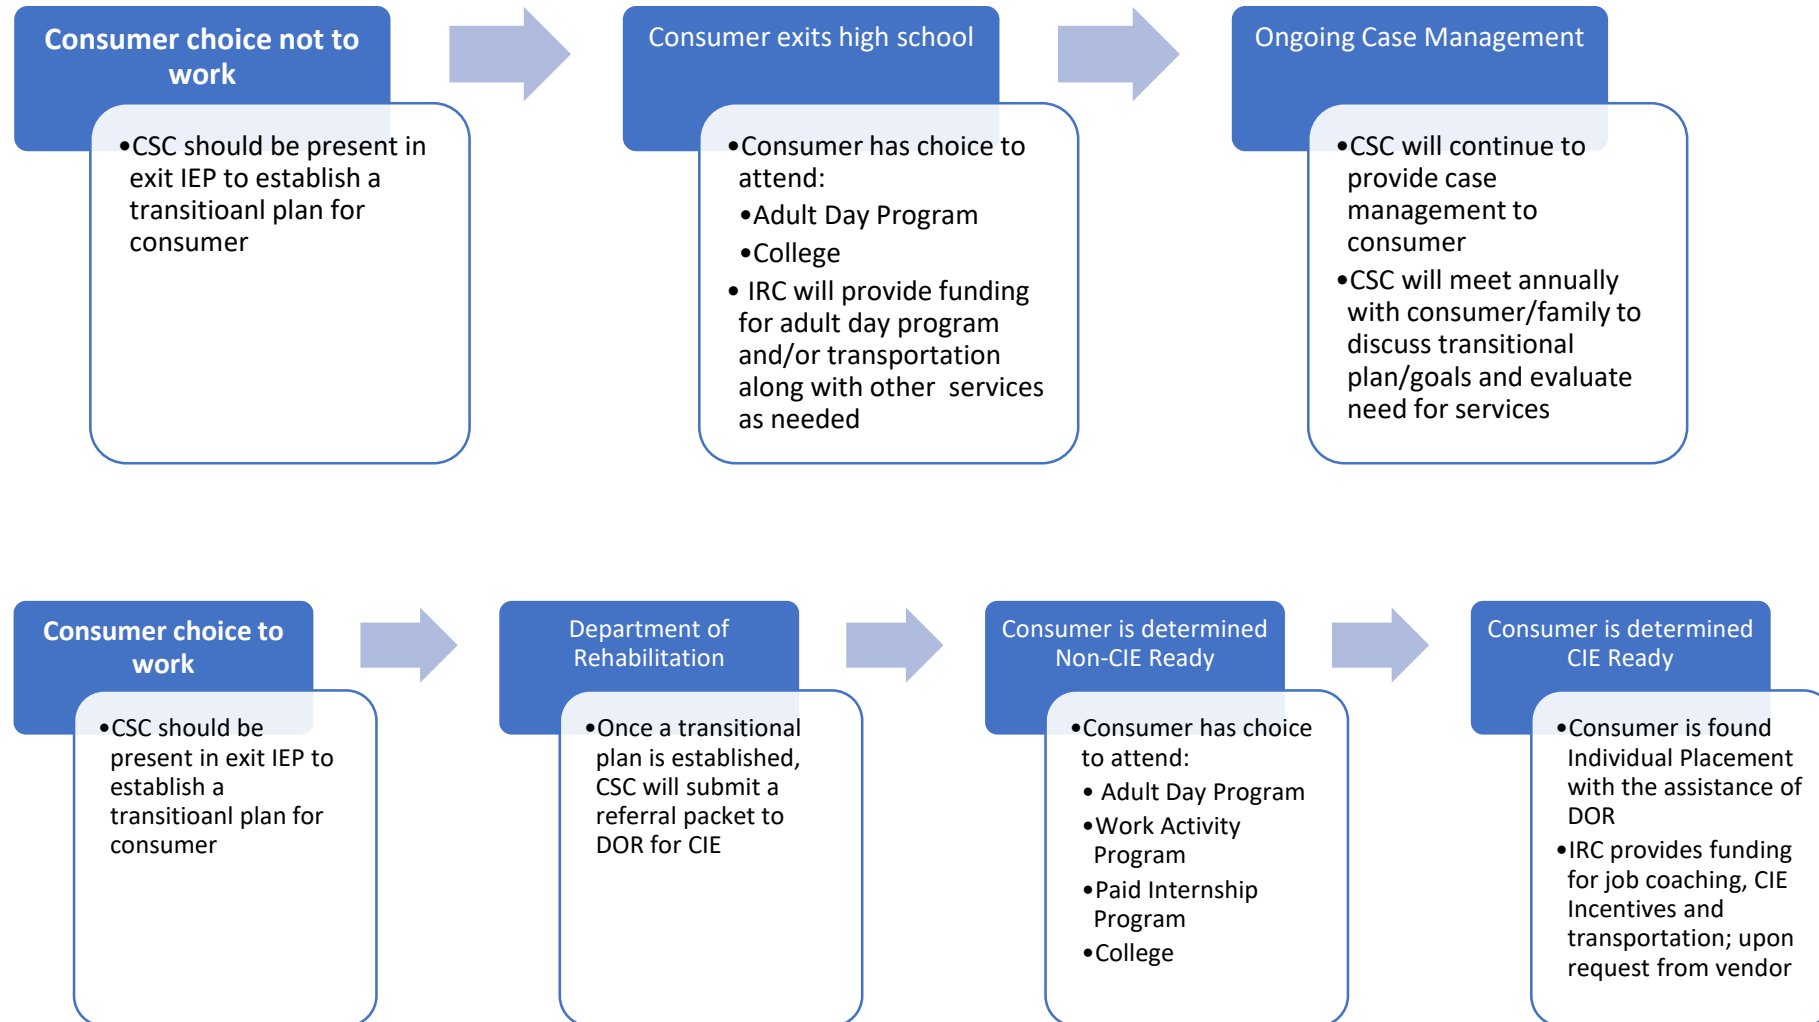 Consumer choice not to
work
•CSC should be present in
exit IEP to establish a
transitioanl plan for
consumer
Consumer exits high school
•Consumer has choice to
attend:
•Adult Day Program
•College
• IRC will provide funding
for adult day program
and/or transportation
along with other services
as needed
Ongoing Case Management
•CSC will continue to
provide case
management to
consumer
•CSC will meet annually
with consumer/family to
discuss transitional
plan/goals and evaluate
need for services
Consumer choice to
work
•CSC should be
present in exit IEP to
establish a
transitioanl plan for
consumer
Department of
Rehabilitation
•Once a transitional
plan is established,
CSC will submit a
referral packet to
DOR for CIE
Consumer is determined
Non-CIE Ready
•Consumer has choice
to attend:
• Adult Day Program
•Work Activity
Program
•Paid Internship
Program
•College
Consumer is determined
CIE Ready
•Consumer is found
Individual Placement
with the assistance of
DOR
•IRC provides funding
for job coaching, CIE
Incentives and
transportation; upon
request from vendor